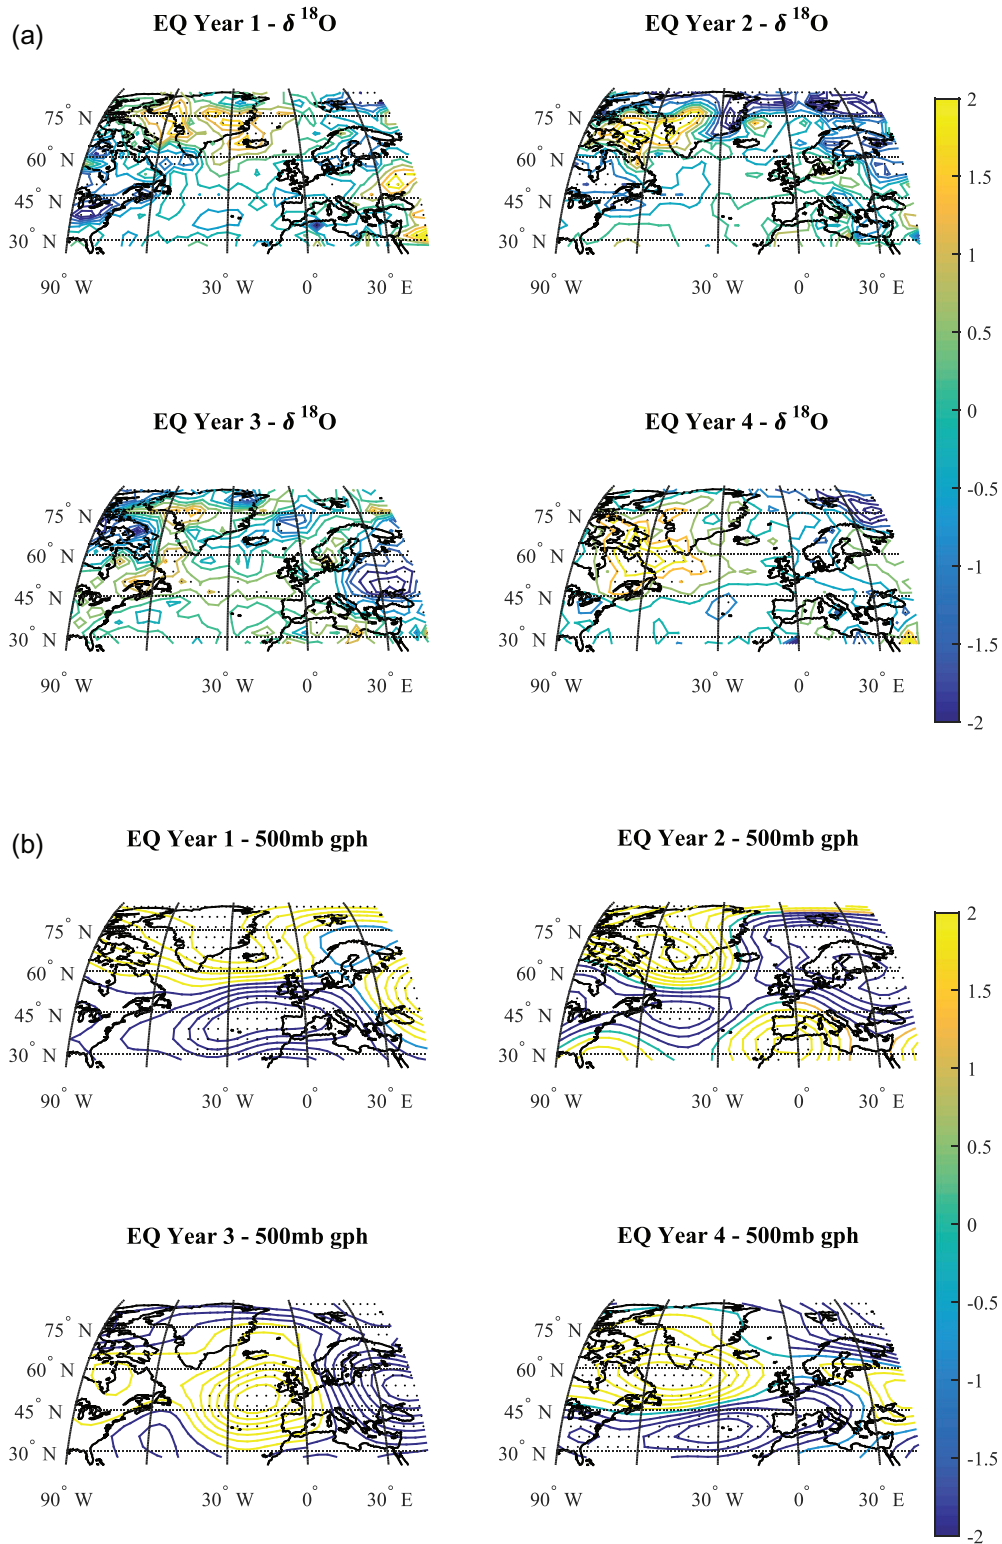 (a)
EQ Year 1 - δ 18O
EQ Year 2 - δ 18O
75° N
60° N
45° N
30° N
90° W
30° W
0°
30° E
75° N
60° N
45° N
30° N
90° W
30° W
0°
30° E
2
1.5
1
0.5
0
-0.5
-1
-1.5
-2
EQ Year 3 - δ 18O
EQ Year 4 - δ 18O
75° N
60° N
45° N
30° N
90° W
30° W
0°
30° E
75° N
60° N
45° N
30° N
90° W
30° W
0°
30° E
(b)
EQ Year 1 - 500mb gph
EQ Year 2 - 500mb gph
75° N
60° N
45° N
30° N
90° W
30° W
0°
30° E
75° N
60° N
45° N
30° N
90° W
30° W
0°
30° E
2
1.5
1
0.5
0
-0.5
-1
-1.5
-2
EQ Year 3 - 500mb gph
EQ Year 4 - 500mb gph
75° N
60° N
45° N
30° N
90° W
30° W
0°
30° E
75° N
60° N
45° N
30° N
90° W
30° W
0°
30° E